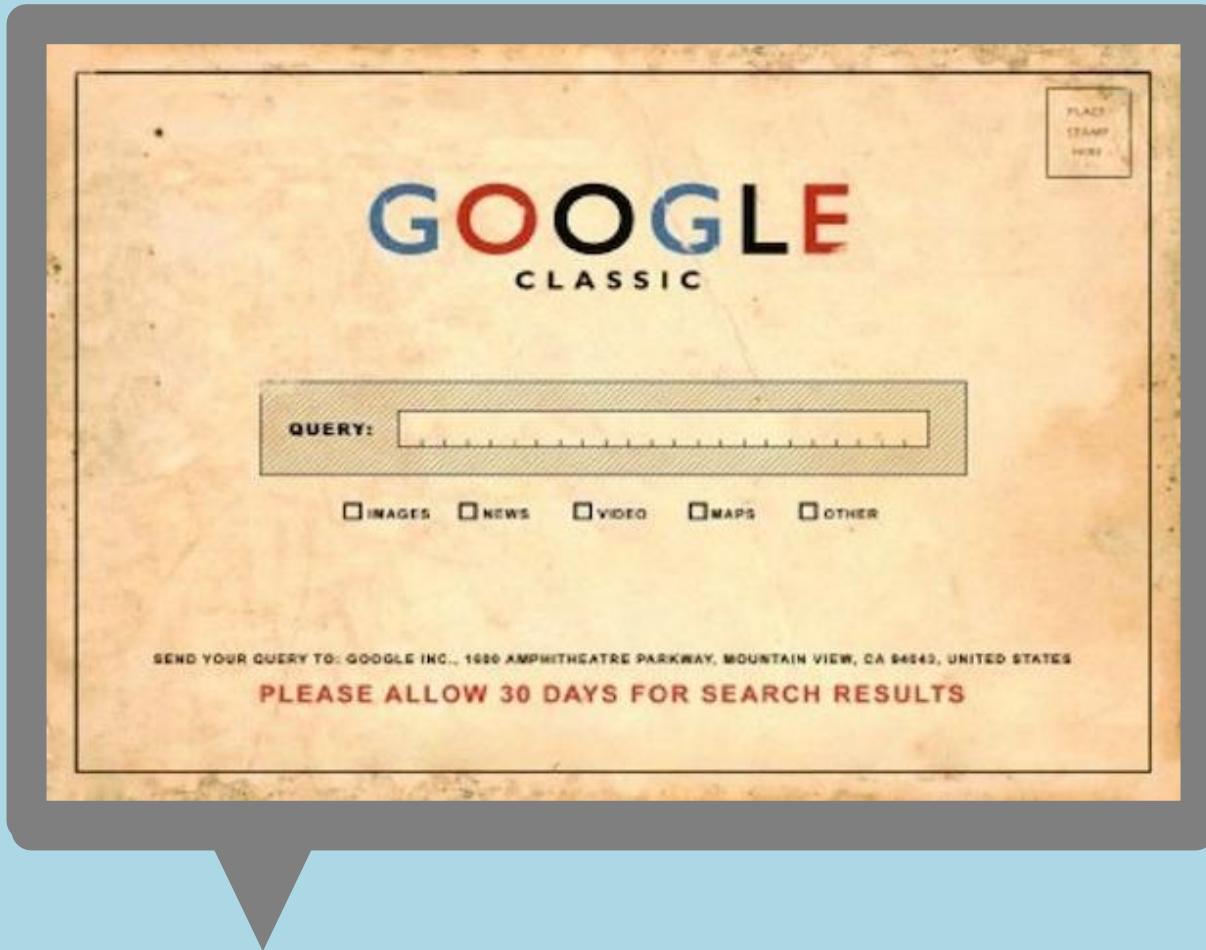 PLACE
STAMP
HERE
GOOGLE
CLASSIC
QUERY:
IMAGES NEWS VIDEO MAPS OTHER
SEND YOUR QUERY TO: GOOGLE INC., 1600 AMPHITHEATRE PARKWAY, MOUNTAIN VIEW, CA 94043, UNITED STATES
PLEASE ALLOW 30 DAYS FOR SEARCH RESULTS